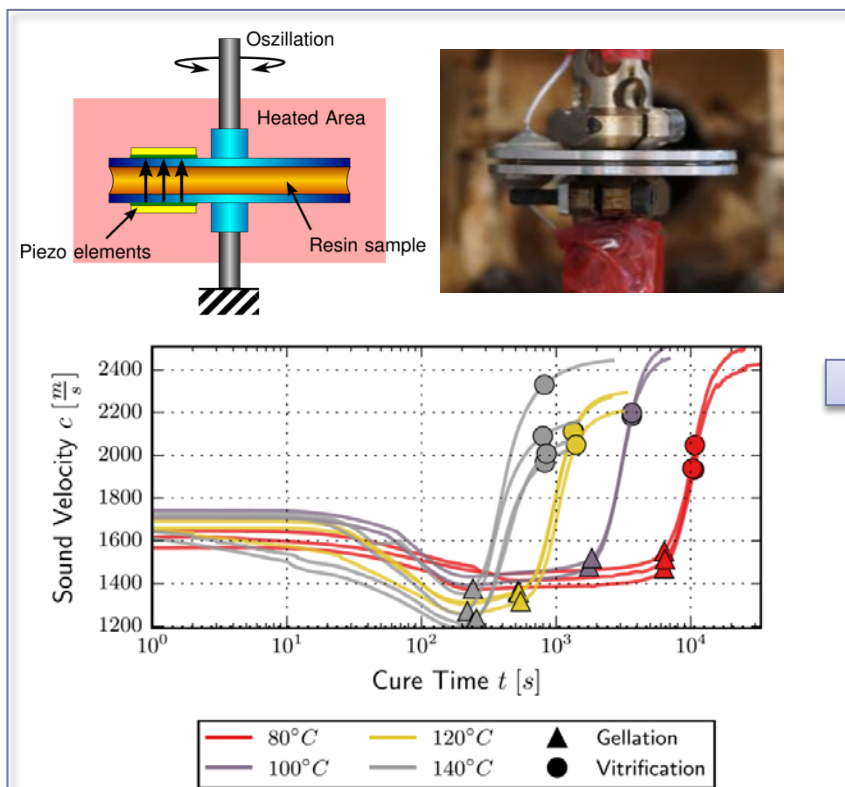 Oszillation
Heated Area
Piezo elements
Resin sample
Sound Velocity c [m/s]
2400
2200
2000
1800
1600
1400
1200
10^0 10^1 10^2 10^3 10^4
Cure Time t [s]
80°C 120°C Gellation
100°C 140°C Vitrification